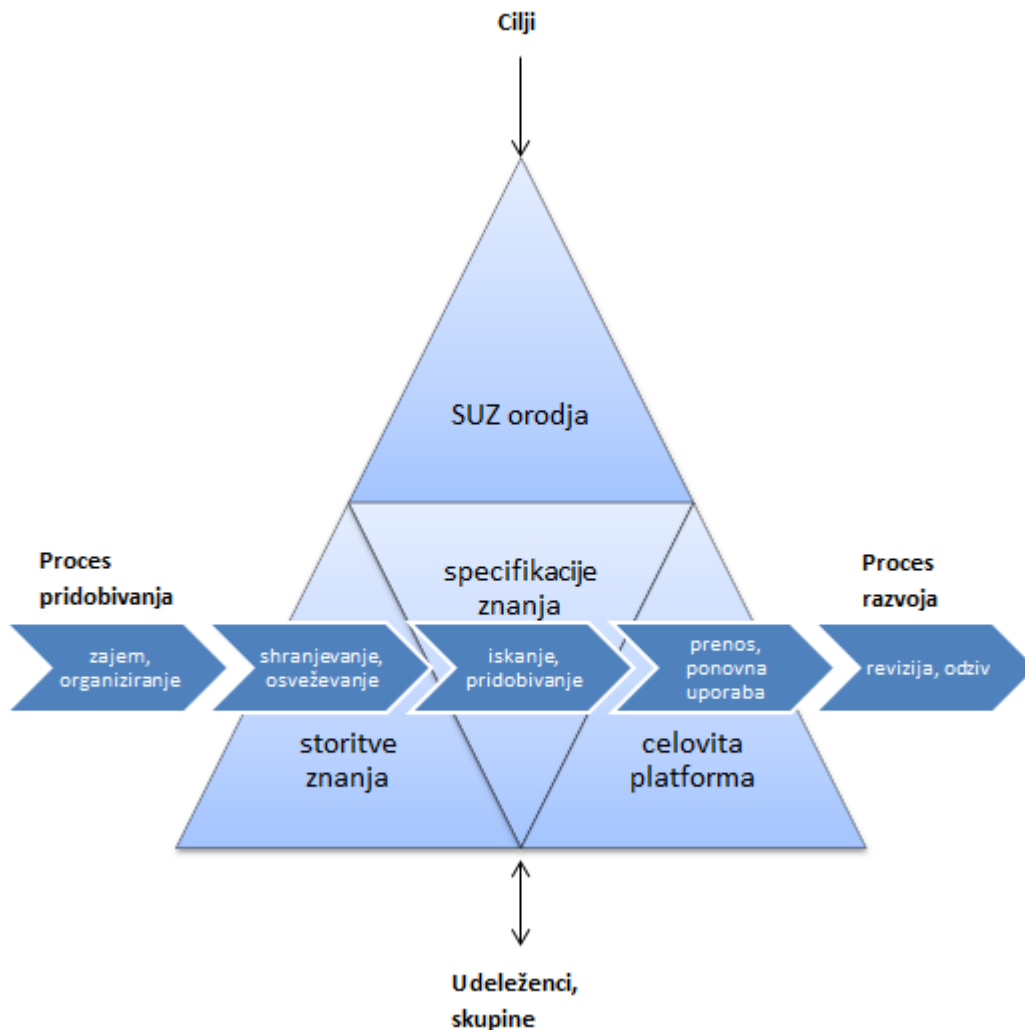 Cilji
SUZ orodja
Proces
pridobivanja
specifikacije
znanja
Proces
razvoja
zajem,
organiziranje
shranjevanje,
osveževanje
iskanje,
pridobivanje
prenos,
ponovna
uporaba
revizija, odziv
storitve
znanja
celovita
platforma
Udeleženci,
skupine